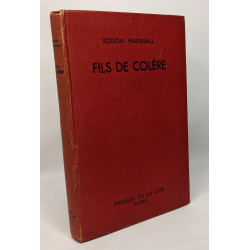 EDISON MARSHALL
FILS DE COLÈRE
PRESSES DE LA CITÉ
PARIS